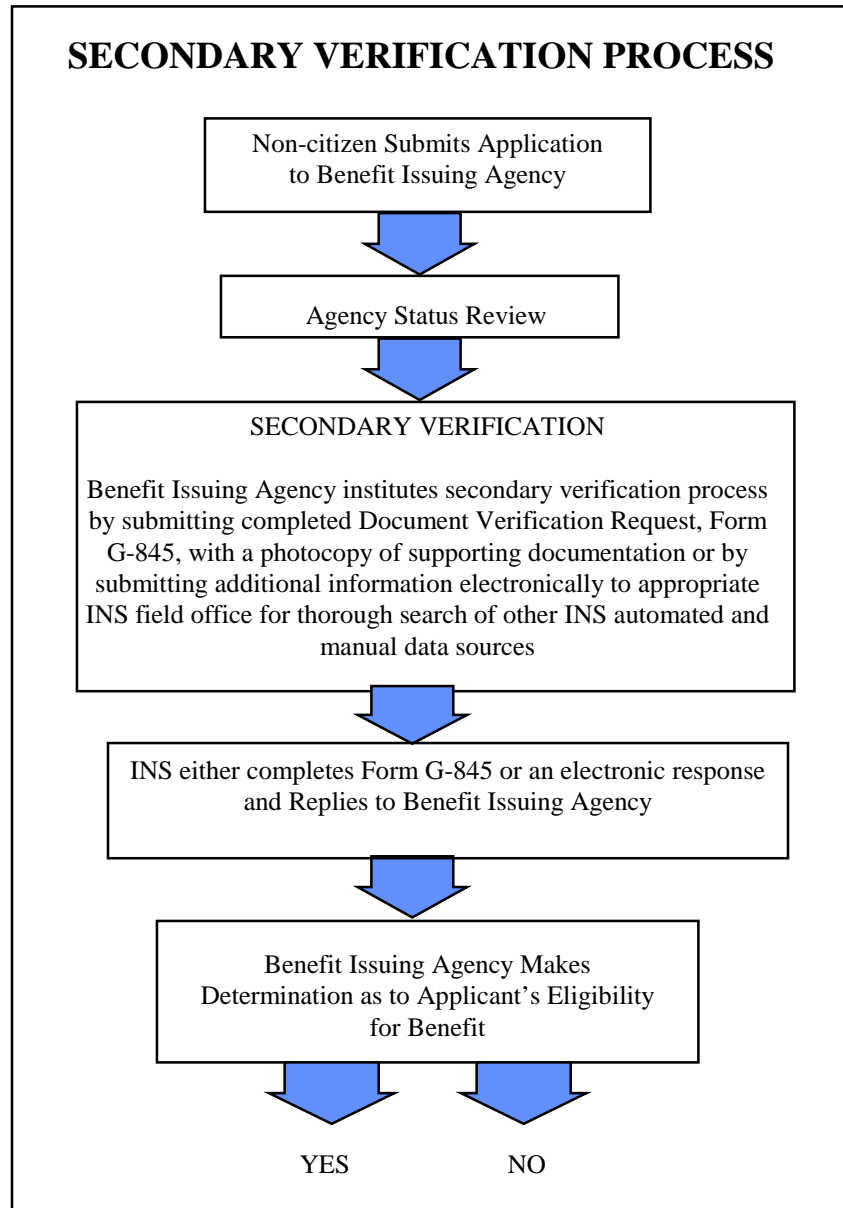 SECONDARY VERIFICATION PROCESS
Non-citizen Submits Application
to Benefit Issuing Agency
Agency Status Review
SECONDARY VERIFICATION
Benefit Issuing Agency institutes secondary verification process
by submitting completed Document Verification Request, Form
G-845, with a photocopy of supporting documentation or by
submitting additional information electronically to appropriate
INS field office for thorough search of other INS automated and
manual data sources
INS either completes Form G-845 or an electronic response
and Replies to Benefit Issuing Agency
Benefit Issuing Agency Makes
Determination as to Applicant’s Eligibility
for Benefit
YES NO